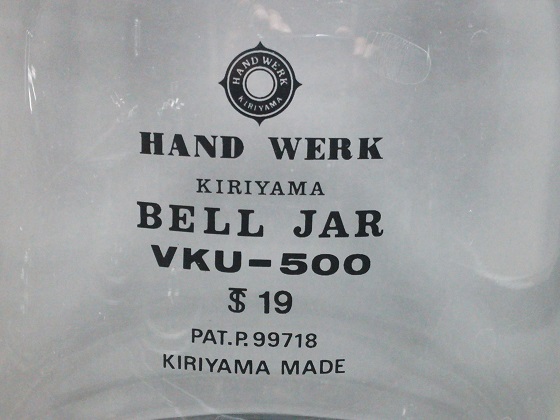 HAND WERK
KIRIYAMA
HAND WERK
KIRIYAMA
BELL JAR
VKU-500
19
PAT.P.99718
KIRIYAMA MADE